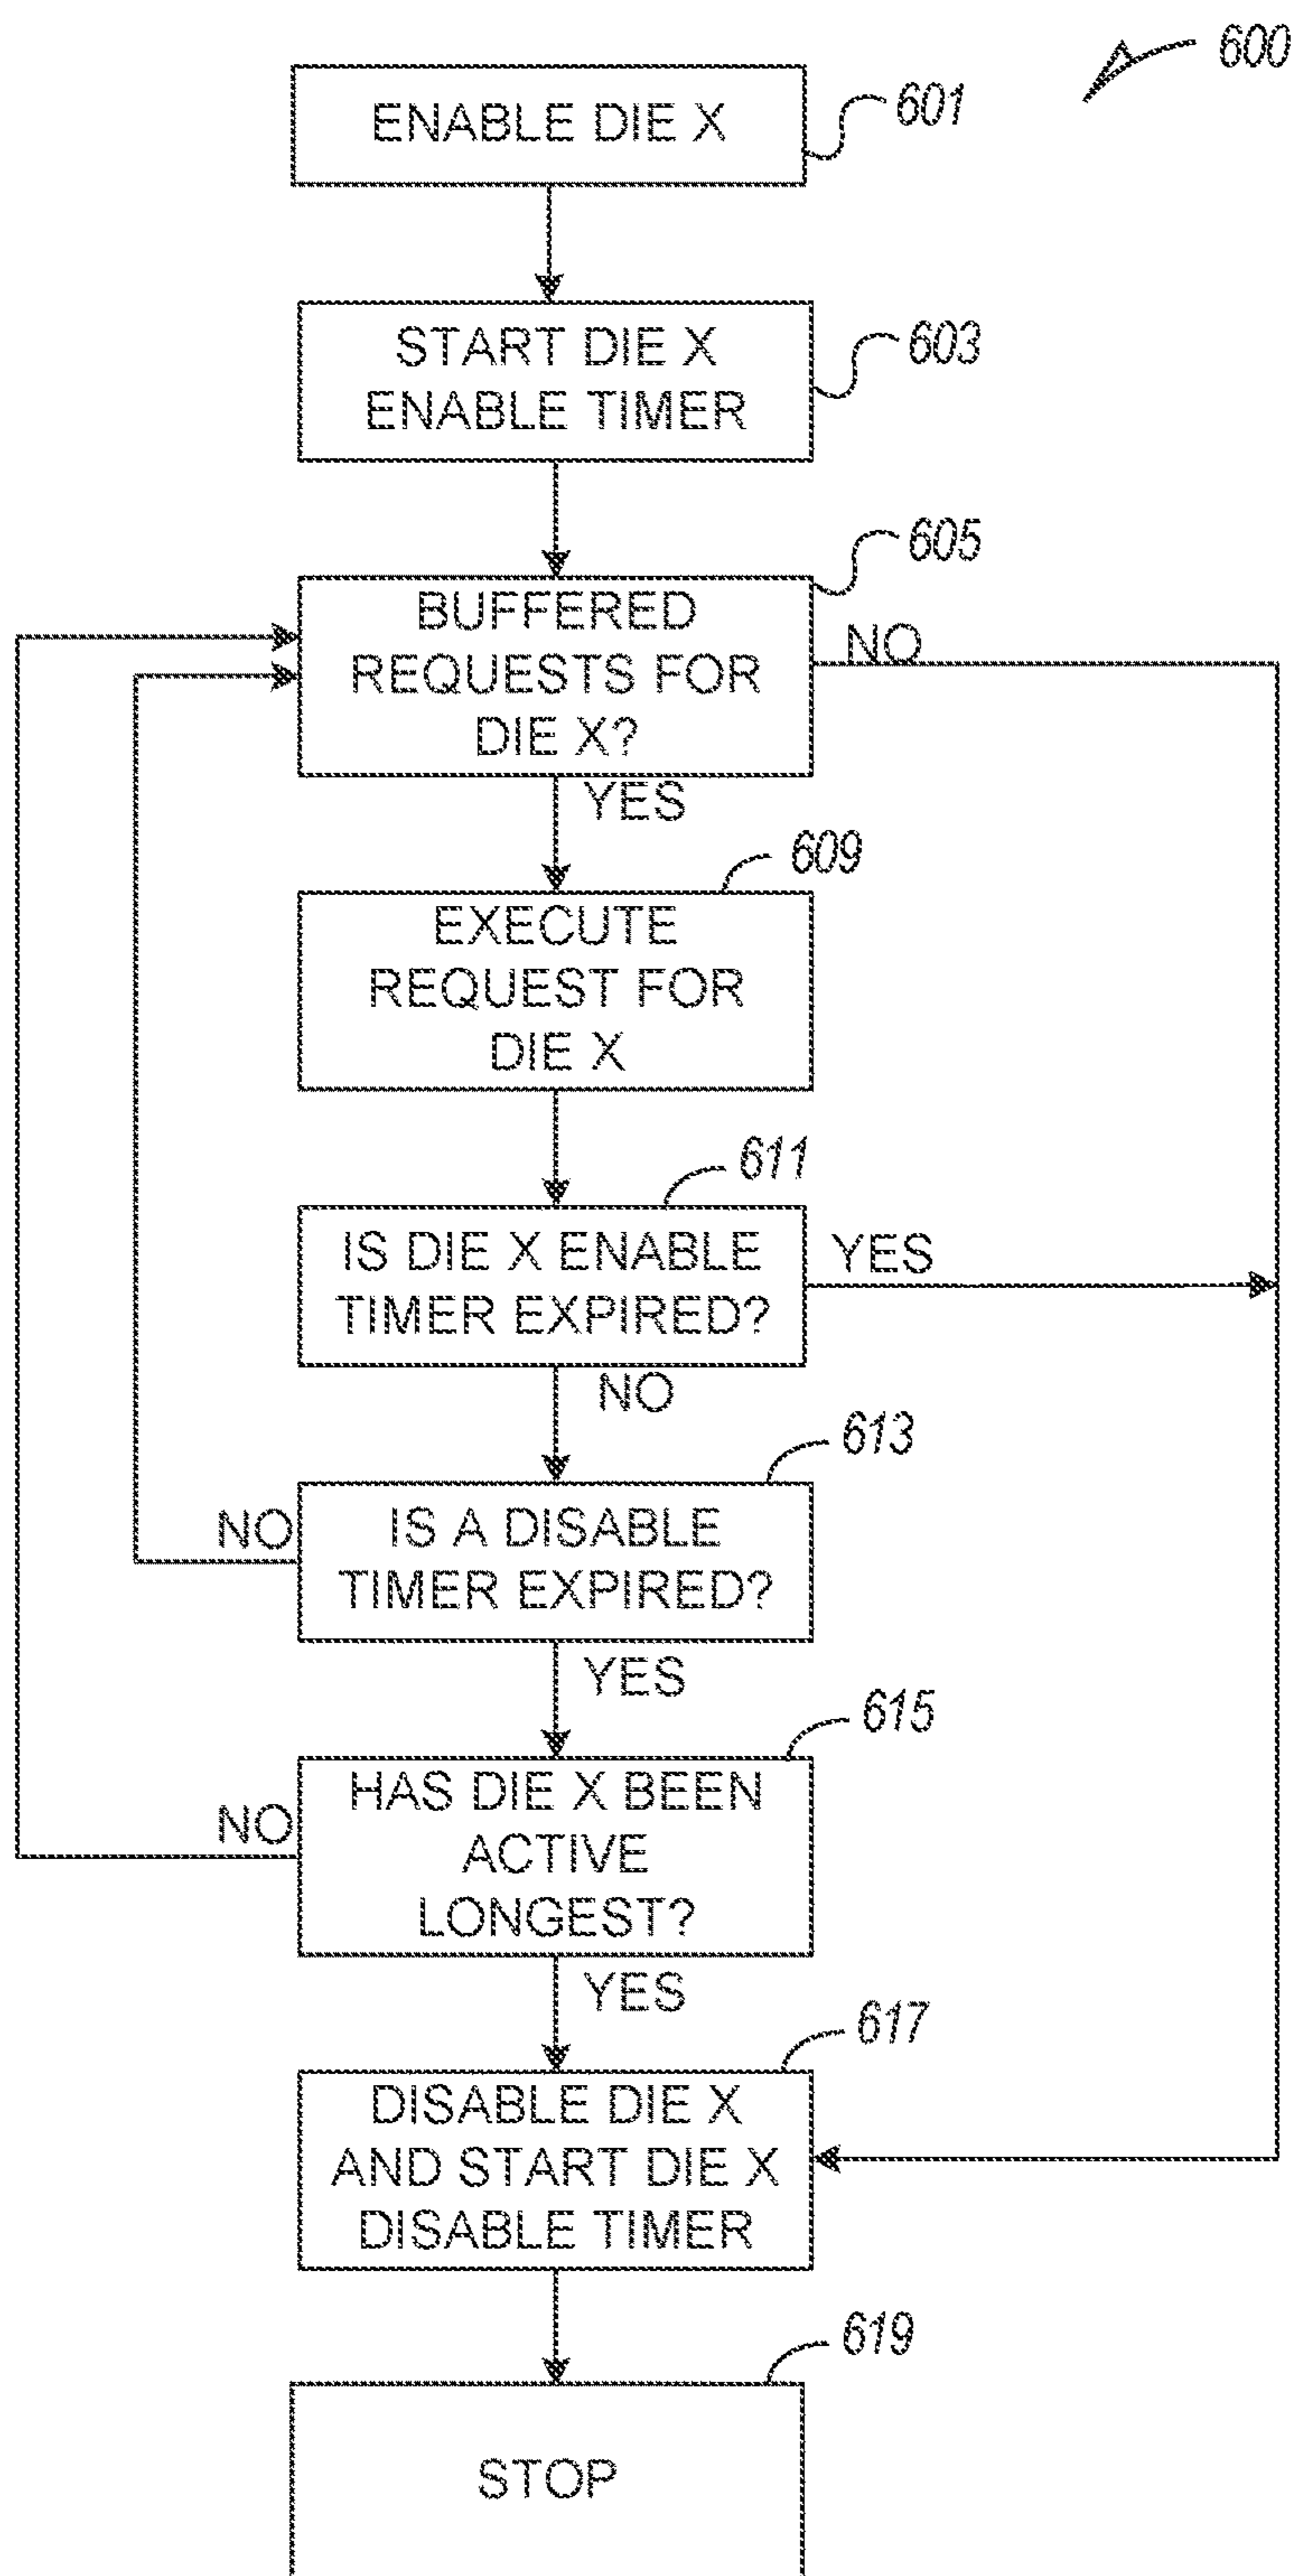 600
ENABLE DIE X
601
START DIE X
ENABLE TIMER
603
605
BUFFERED
REQUESTS FOR
DIE X?
NO
YES
609
EXECUTE
REQUEST FOR
DIE X
611
IS DIE X ENABLE
TIMER EXPIRED?
YES
NO
613
NO
IS A DISABLE
TIMER EXPIRED?
YES
615
HAS DIE X BEEN
ACTIVE
LONGEST?
NO
YES
617
DISABLE DIE X
AND START DIE X
DISABLE TIMER
619
STOP